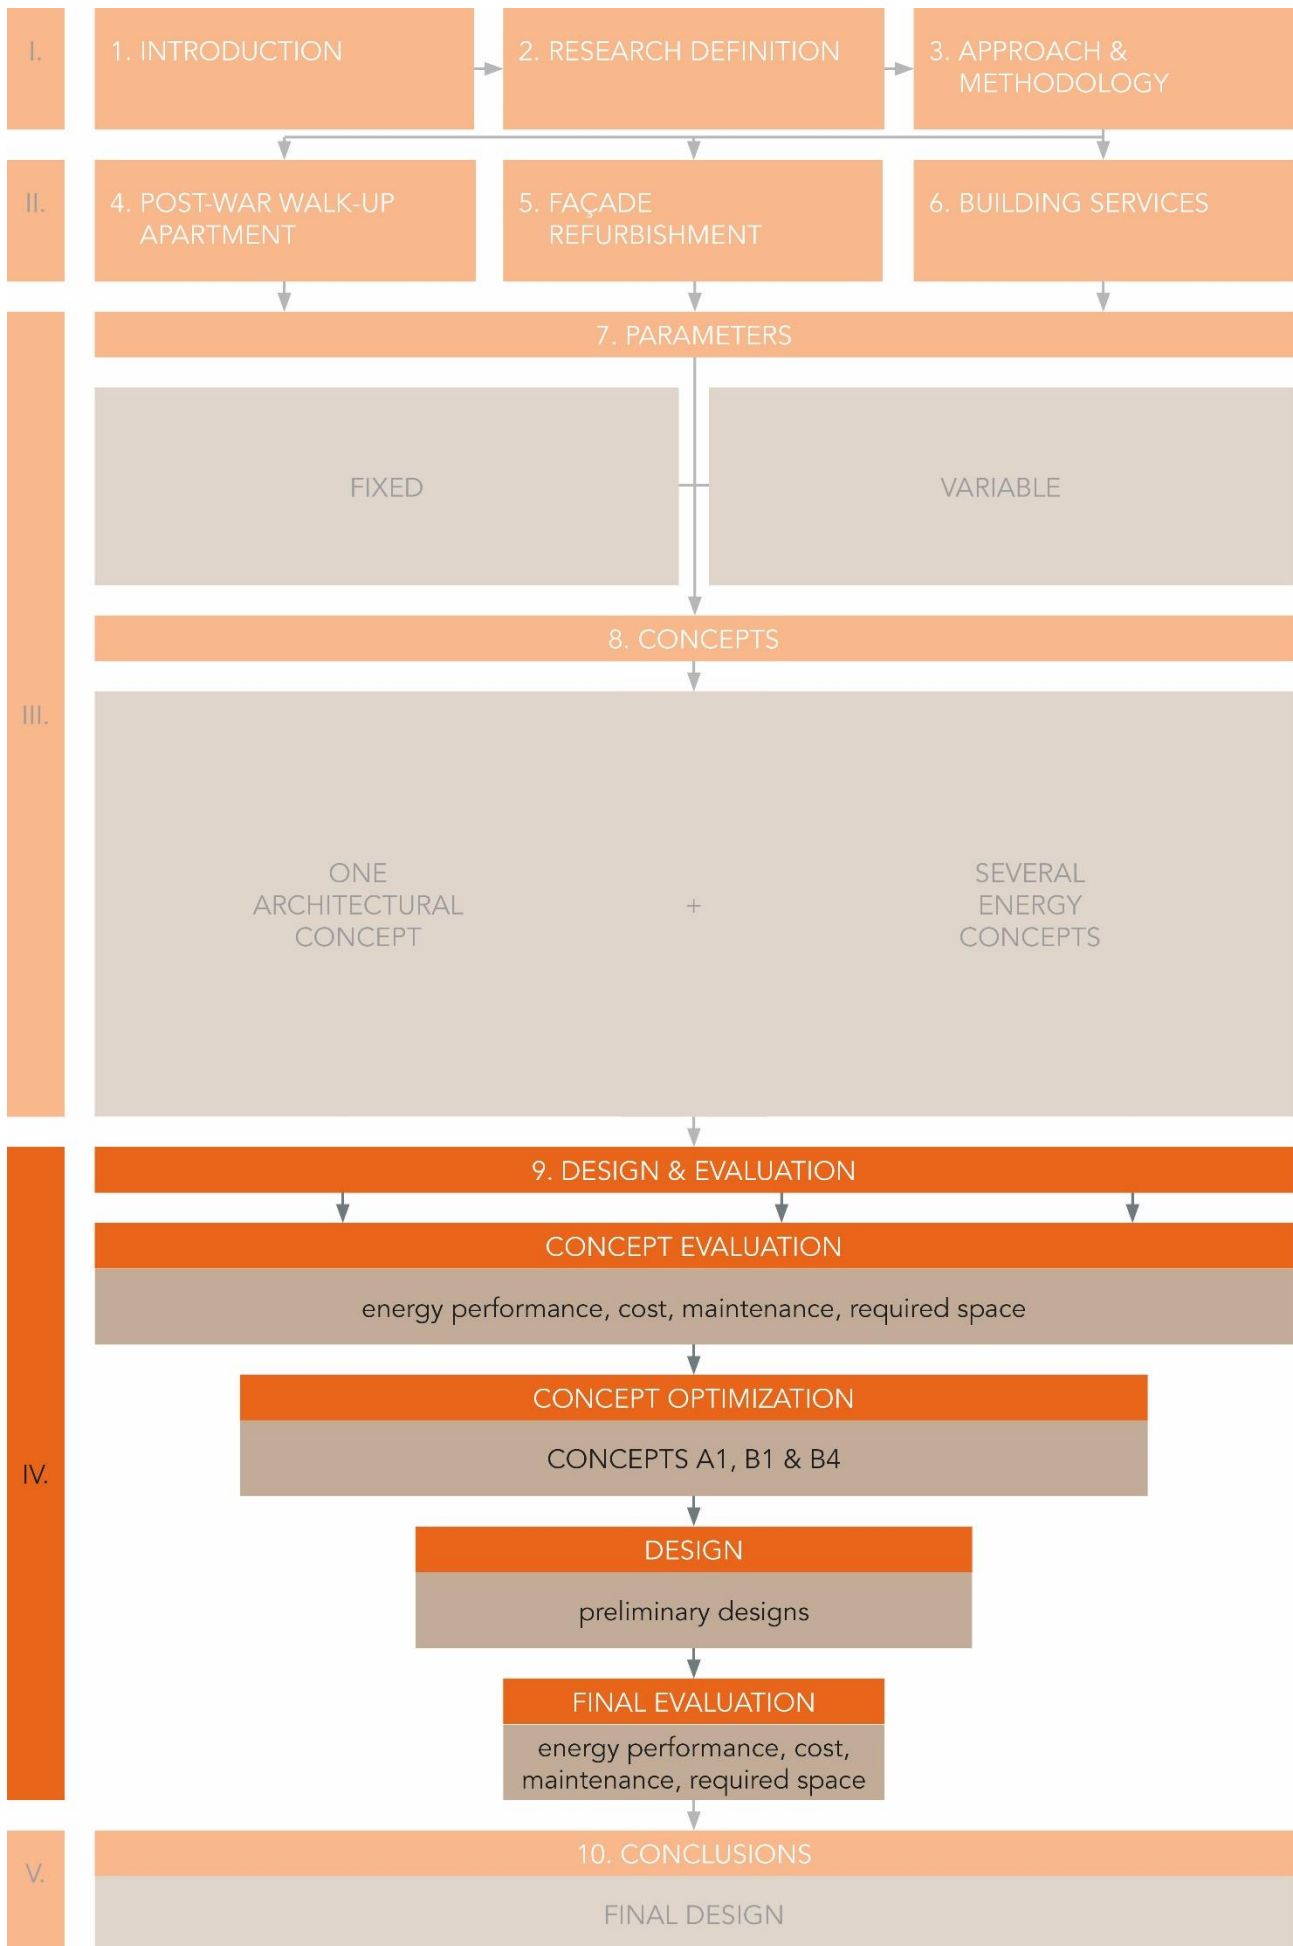 I.
1. INTRODUCTION
2. RESEARCH DEFINITION
3. APPROACH &
METHODOLOGY
II.
4. POST-WAR WALK-UP
APARTMENT
5. FAÇADE
REFURBISHMENT
6. BUILDING SERVICES
III.
7. PARAMETERS
FIXED
VARIABLE
8. CONCEPTS
ONE
ARCHITECTURAL
CONCEPT
+
SEVERAL
ENERGY
CONCEPTS
IV.
9. DESIGN & EVALUATION
CONCEPT EVALUATION
energy performance, cost, maintenance, required space
CONCEPT OPTIMIZATION
CONCEPTS A1, B1 & B4
DESIGN
preliminary designs
FINAL EVALUATION
energy performance, cost,
maintenance, required space
V.
10. CONCLUSIONS
FINAL DESIGN